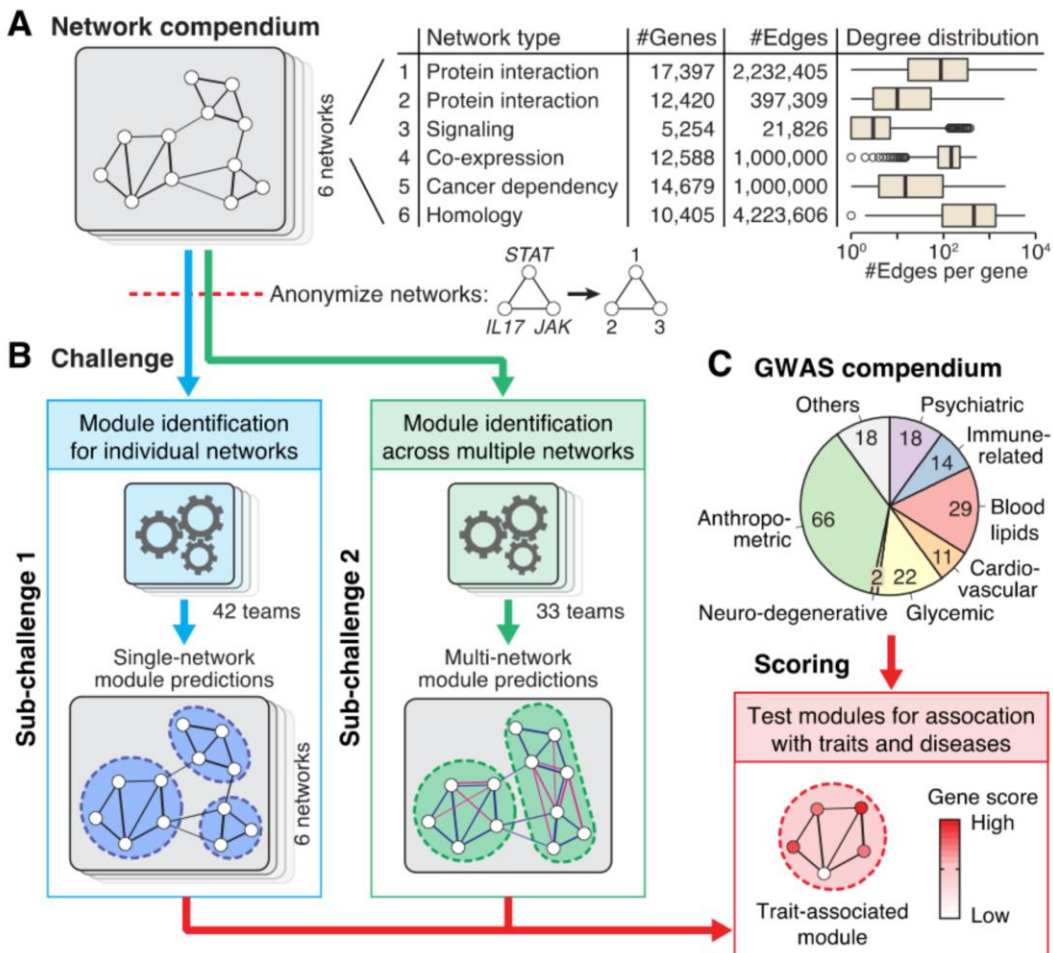 A Network compendium
6 networks
Network type #Genes #Edges Degree distribution
1 Protein interaction 17,397 2,232,405
2 Protein interaction 12,420 397,309
3 Signaling 5,254 21,826
4 Co-expression 12,588 1,000,000
5 Cancer dependency 14,679 1,000,000
6 Homology 10,405 4,223,606
10⁰ 10² 10⁴
#Edges per gene
Anonymize networks:
STAT
IL17 JAK
1
2 3
B Challenge
Sub-challenge 1
Module identification
for individual networks
42 teams
Single-network
module predictions
6 networks
Sub-challenge 2
Module identification
across multiple networks
33 teams
Multi-network
module predictions
C GWAS compendium
Others
18
Psychiatric
18
Immune-
related
14
Blood
lipids
29
Cardio-
vascular
11
Glycemic
22
Neuro-degenerative
2
Anthropo-
metric
66
Scoring
Test modules for assocation
with traits and diseases
Gene score
High
Low
Trait-associated
module